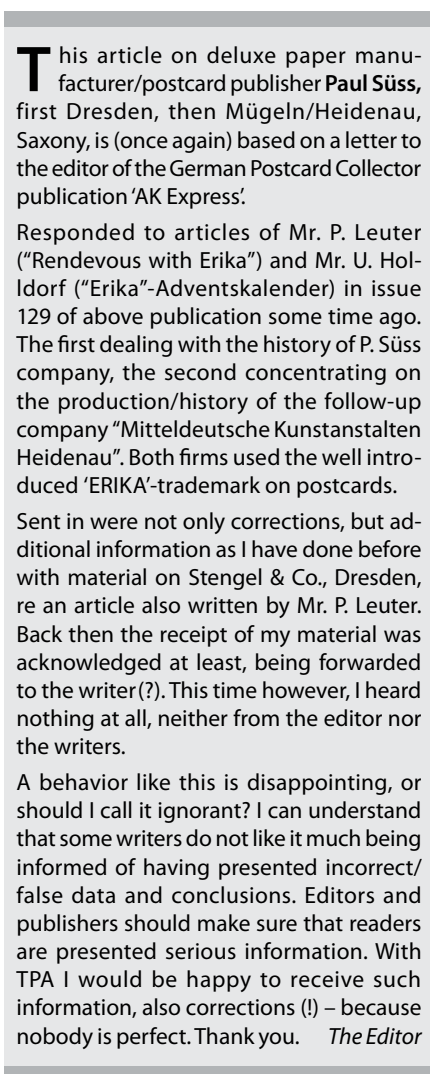 This article on deluxe paper manu-
facturer/postcard publisher Paul Süss,
first Dresden, then Mügeln/Heidenau,
Saxony, is (once again) based on a letter to
the editor of the German Postcard Collector
publication ‘AK Express’.
Responded to articles of Mr. P. Leuter
(“Rendevous with Erika”) and Mr. U. Hol-
ldorf (“Erika”-Adventskalender) in issue
129 of above publication some time ago.
The first dealing with the history of P. Süss
company, the second concentrating on
the production/history of the follow-up
company “Mitteldeutsche Kunstanstalten
Heidenau”. Both firms used the well intro-
duced ‘ERIKA’-trademark on postcards.
Sent in were not only corrections, but ad-
ditional information as I have done before
with material on Stengel & Co., Dresden,
re an article also written by Mr. P. Leuter.
Back then the receipt of my material was
acknowledged at least, being forwarded
to the writer(?). This time however, I heard
nothing at all, neither from the editor nor
the writers.
A behavior like this is disappointing, or
should I call it ignorant? I can understand
that some writers do not like it much being
informed of having presented incorrect/
false data and conclusions. Editors and
publishers should make sure that readers
are presented serious information. With
TPA I would be happy to receive such
information, also corrections (!) – because
nobody is perfect. Thank you. The Editor